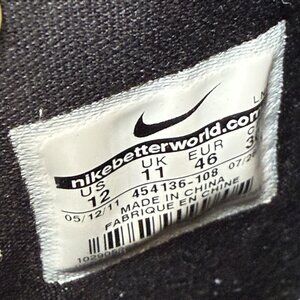 nikebetterworld.com
US UK EUR
12 11 46
454136-108
05/12/11
MADE IN CHINA
FABRIQUE EN CHINE